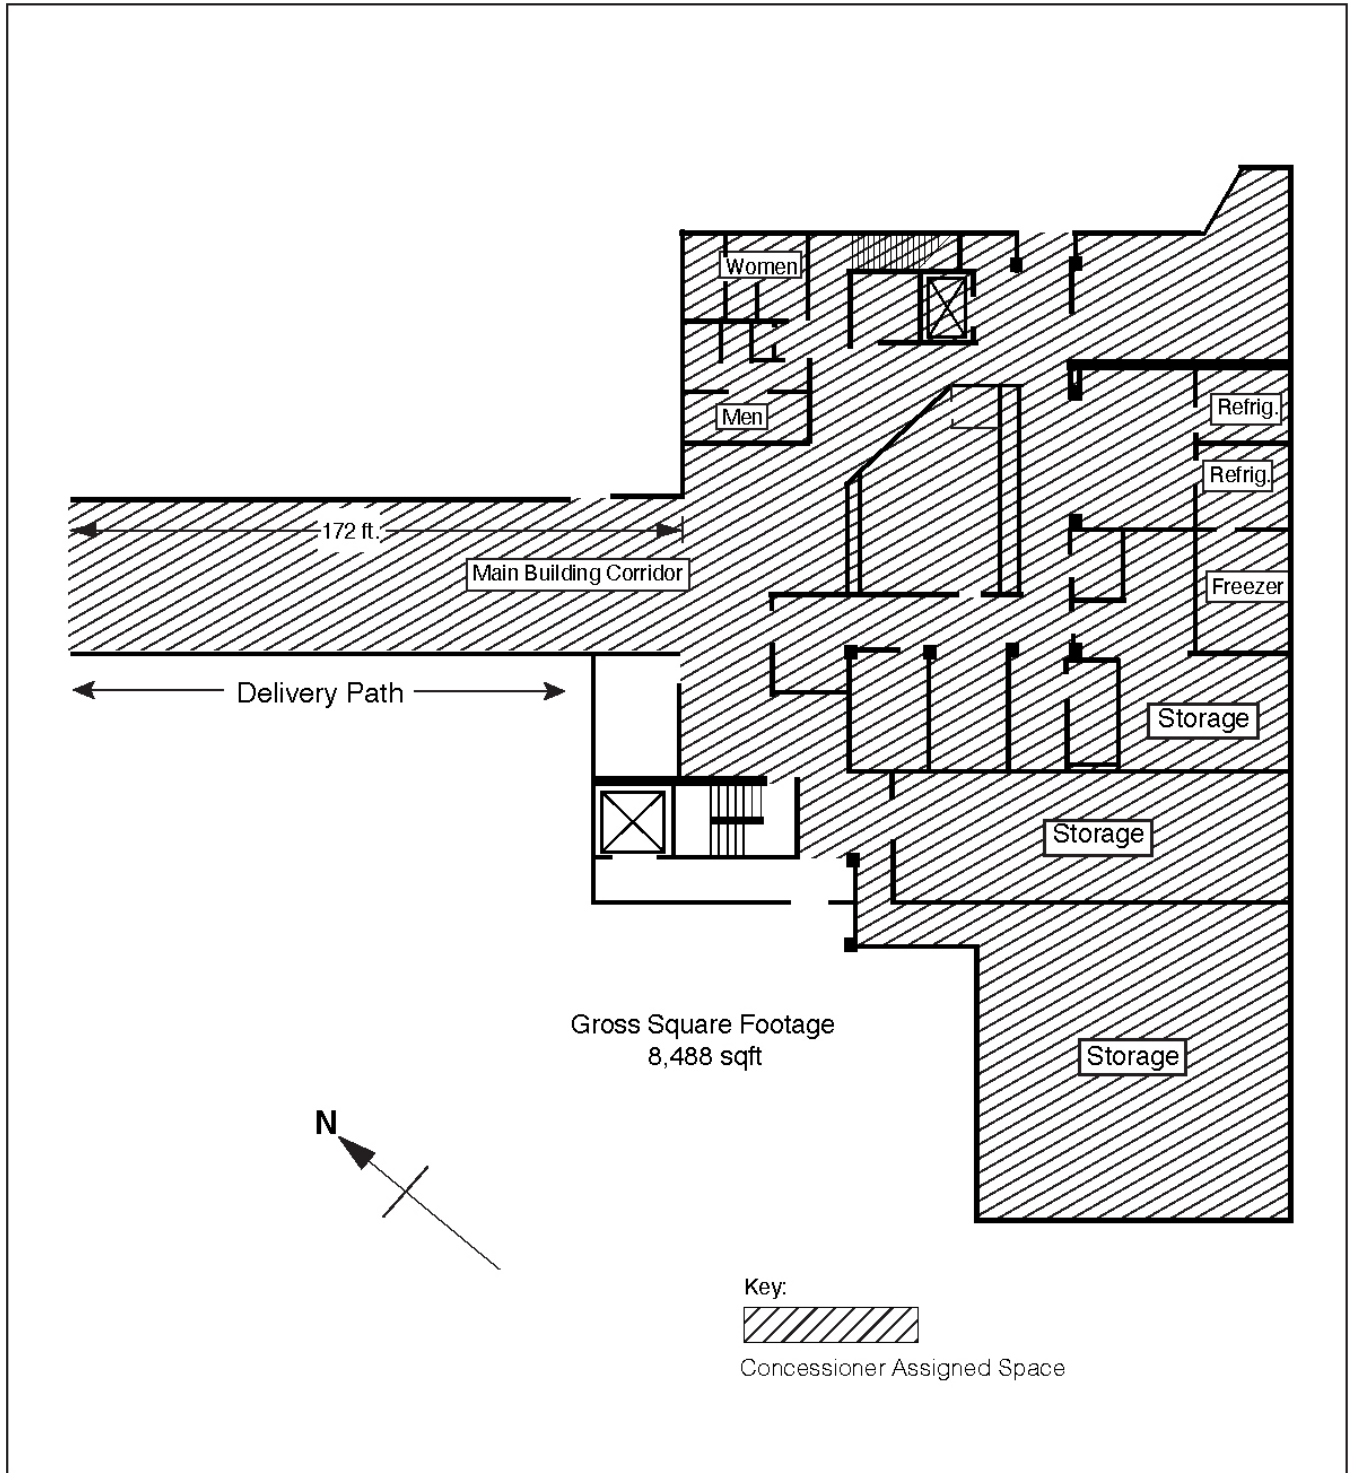 Women
Men
Refrig.
Refrig.
172 ft.
Main Building Corridor
Freezer
Delivery Path
Storage
Storage
Gross Square Footage
8,488 sqft
Storage
N
Key:
Concessioner Assigned Space